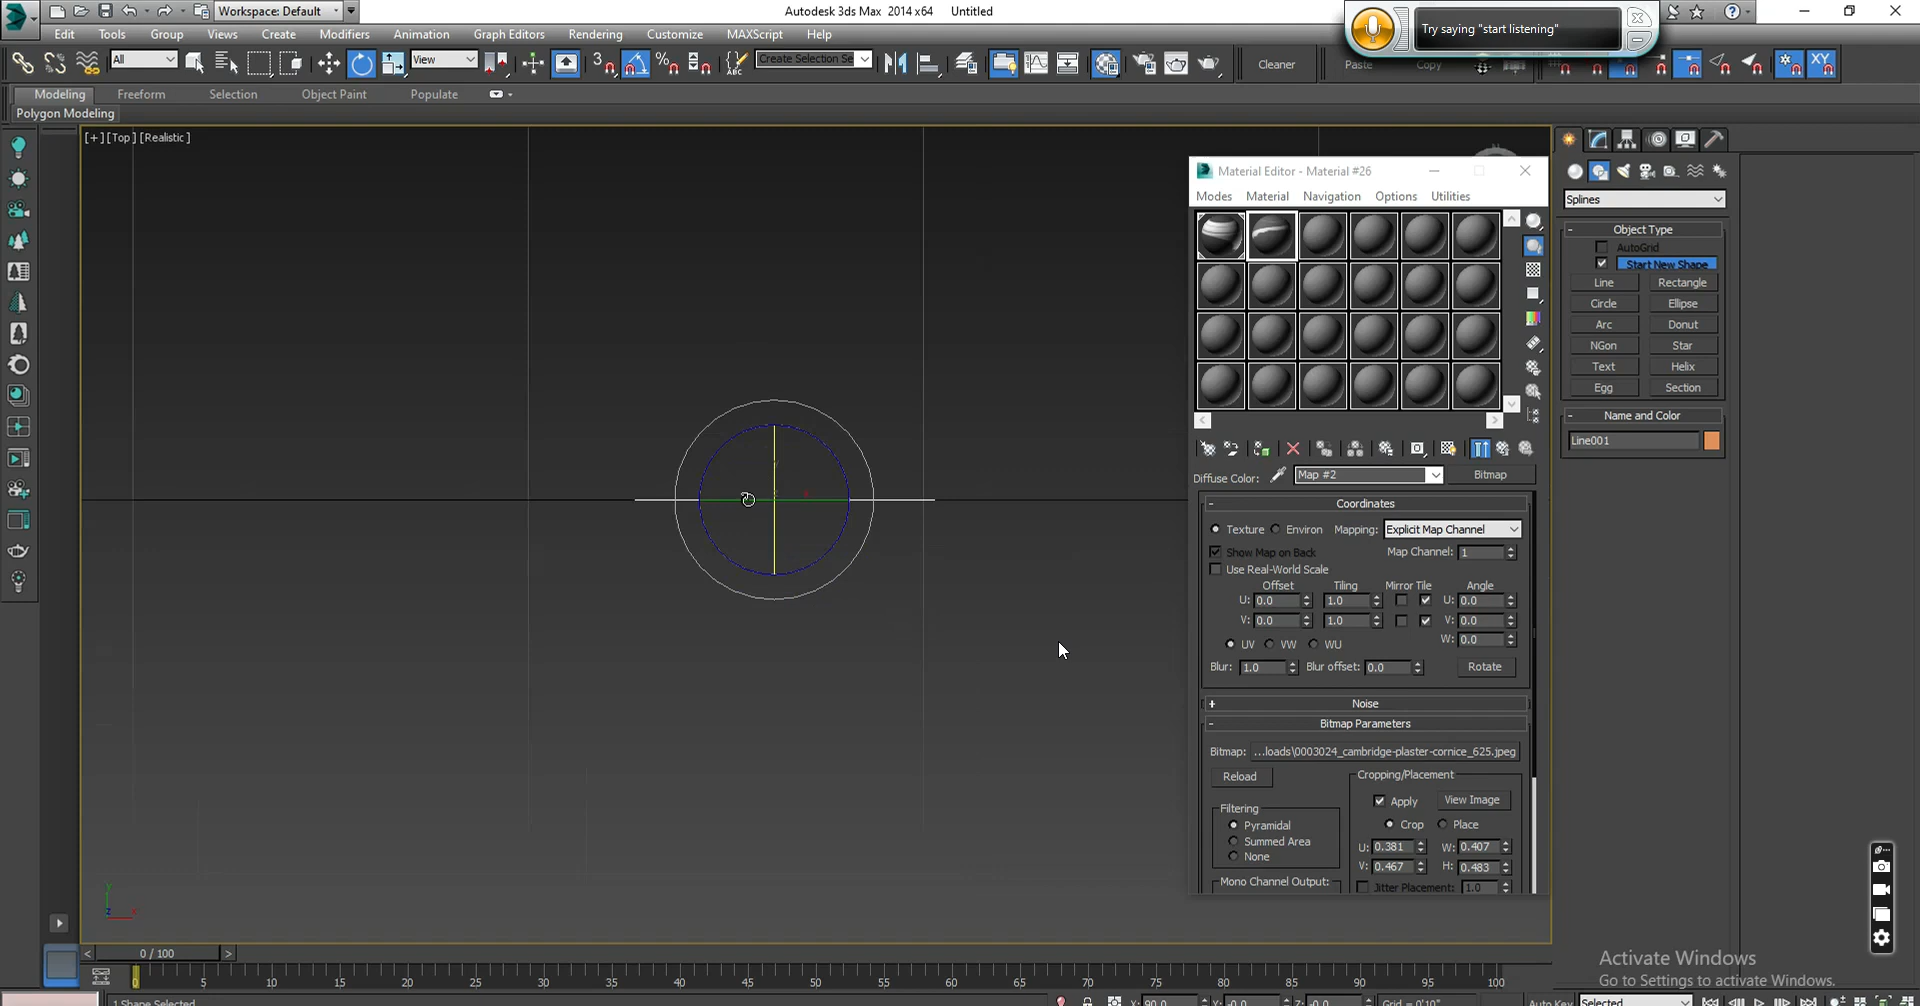 Workspace: Default
Autodesk 3ds Max 2014 x64 Untitled
Try saying "start listening"
Edit Tools Group Views Create Modifiers Animation Graph Editors Rendering Customize MAXScript Help
All View 3 Create Selection Se Cleaner Paste Copy XY
Modeling Freeform Selection Object Paint Populate
Polygon Modeling
[+][Top][Realistic]
Material Editor - Material #26
Modes Material Navigation Options Utilities
Splines
- Object Type
AutoGrid
Start New Shape
Line Rectangle
Circle Ellipse
Arc Donut
NGon Star
Text Helix
Egg Section
- Name and Color
Line001
Diffuse Color: Map #2 Bitmap
- Coordinates
Texture Environ Mapping: Explicit Map Channel
Show Map on Back Map Channel: 1
Use Real-World Scale
Offset Tiling Mirror Tile Angle
U: 0.0 1.0 U: 0.0
V: 0.0 1.0 V: 0.0
W: 0.0
UV VW WU
Blur: 1.0 Blur offset: 0.0 Rotate
+ Noise
- Bitmap Parameters
Bitmap: ...loads\0003024_cambridge-plaster-cornice_625.jpeg
Reload Cropping/Placement
Apply View Image
Filtering
Pyramidal Crop Place
Summed Area U: 0.381 W: 0.407
None V: 0.467 H: 0.483
Mono Channel Output: Jitter Placement: 1.0
y
z x
< 0 / 100 >
0 5 10 15 20 25 30 35 40 45 50 55 60 65 70 75 80 85 90 95 100
Activate Windows
Go to Settings to activate Windows.
1 Shape Selected X: 90.0 Y: -0.0 Z: -0.0 Grid = 0'10" Auto Key Selected